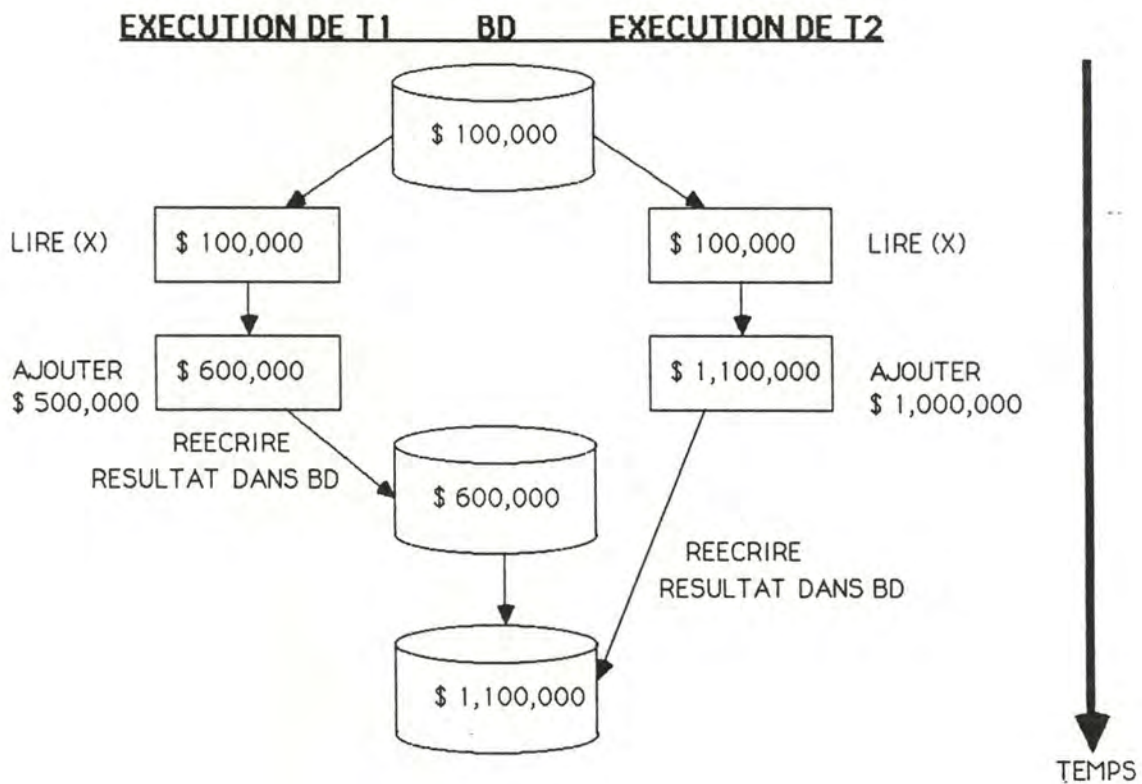 EXECUTION DE T1 BD EXECUTION DE T2
$ 100,000
LIRE (X) $ 100,000 $ 100,000 LIRE (X)
AJOUTER
$ 500,000
$ 600,000
$ 1,100,000
AJOUTER
$ 1,000,000
REECRIRE
RESULTAT DANS BD
$ 600,000
REECRIRE
RESULTAT DANS BD
$ 1,100,000
TEMPS